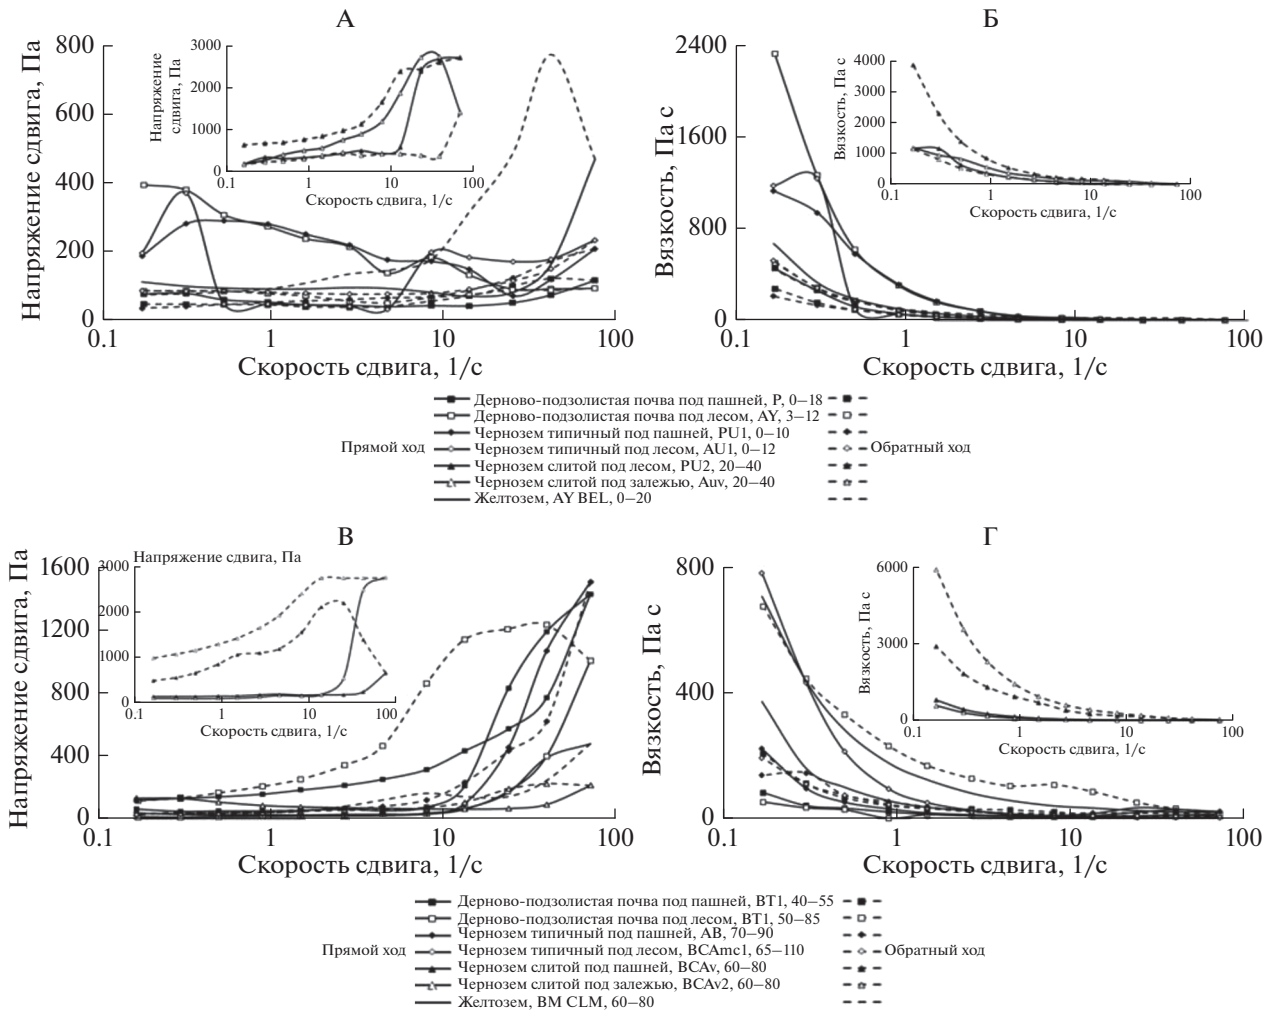 А
Напряжение сдвига, Па
800
600
400
200
0
0.1
1
10
100
Скорость сдвига, 1/с
Напряжение
сдвига, Па
3000
2000
1000
0
0.1
1
10
100
Скорость сдвига, 1/с
Б
Вязкость, Па с
2400
1600
800
0
0.1
1
10
100
Скорость сдвига, 1/с
Вязкость, Па с
4000
3000
2000
1000
0
0.1
1
10
100
Скорость сдвига, 1/с
Прямой ход
Дерново-подзолистая почва под пашней, P, 0–18
Дерново-подзолистая почва под лесом, AY, 3–12
Чернозем типичный под пашней, PU1, 0–10
Чернозем типичный под лесом, AU1, 0–12
Чернозем слитой под лесом, PU2, 20–40
Чернозем слитой под залежью, Auv, 20–40
Желтозем, AY BEL, 0–20
Обратный ход
В
Напряжение сдвига, Па
1600
1200
800
400
0
0.1
1
10
100
Скорость сдвига, 1/с
Напряжение сдвига, Па
3000
2000
1000
0
0.1
1
10
100
Скорость сдвига, 1/с
Г
Вязкость, Па с
800
400
0
0.1
1
10
100
Скорость сдвига, 1/с
Вязкость, Па с
6000
3000
0
0.1
1
10
100
Скорость сдвига, 1/с
Прямой ход
Дерново-подзолистая почва под пашней, BT1, 40–55
Дерново-подзолистая почва под лесом, BT1, 50–85
Чернозем типичный под пашней, AB, 70–90
Чернозем типичный под лесом, BCAmc1, 65–110
Чернозем слитой под пашней, BCAv, 60–80
Чернозем слитой под залежью, BCAv2, 60–80
Желтозем, BM CLM, 60–80
Обратный ход